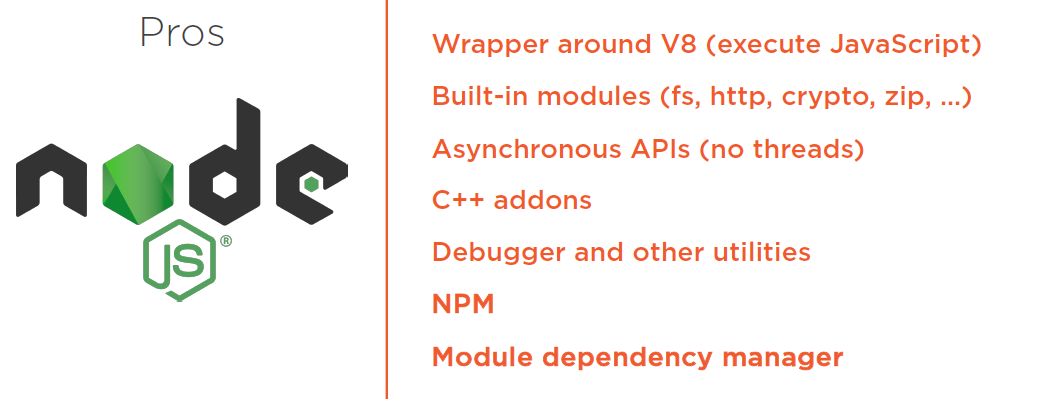 Pros
node
JS®
Wrapper around V8 (execute JavaScript)
Built-in modules (fs, http, crypto, zip, ...)
Asynchronous APIs (no threads)
C++ addons
Debugger and other utilities
NPM
Module dependency manager